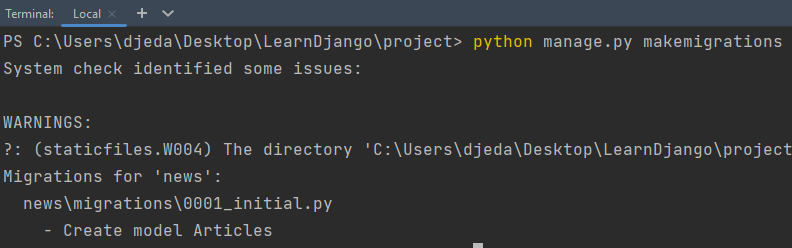 Terminal: Local × +
PS C:\Users\djeda\Desktop\LearnDjango\project> python manage.py makemigrations
System check identified some issues:
WARNINGS:
?: (staticfiles.W004) The directory 'C:\Users\djeda\Desktop\LearnDjango\project
Migrations for 'news':
news\migrations\0001_initial.py
- Create model Articles